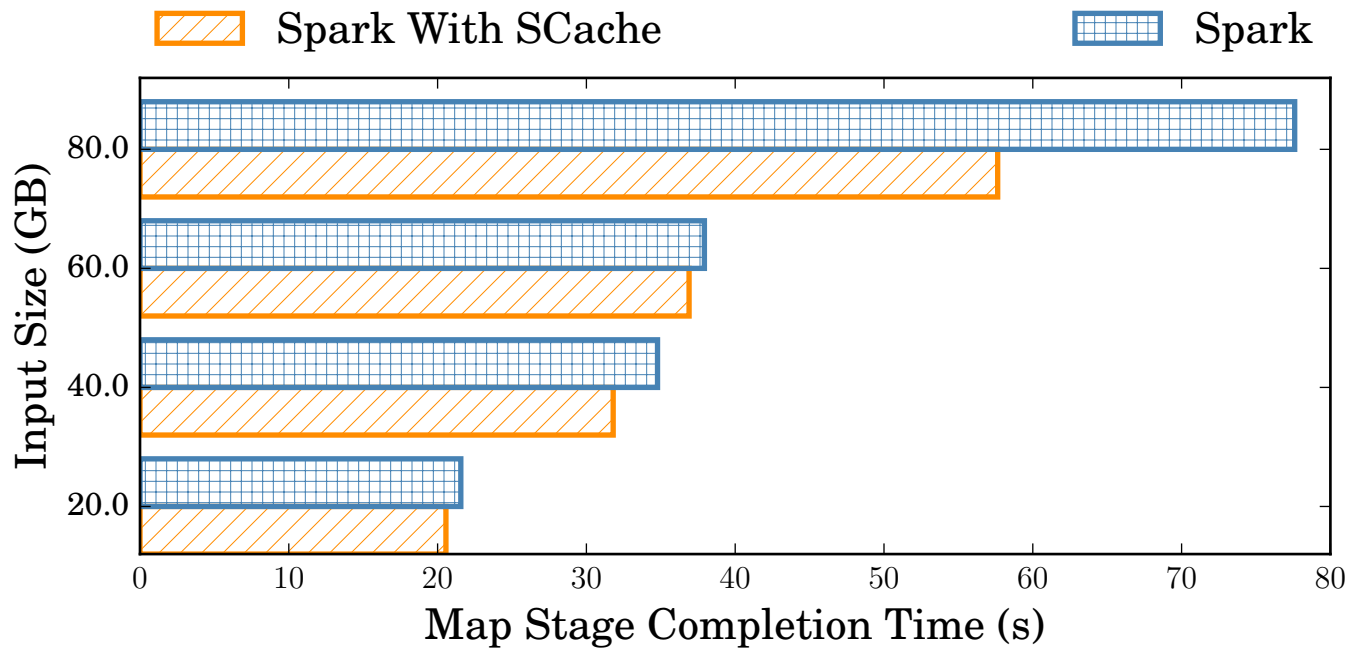 Spark With SCache
Spark
Input Size (GB)
80.0
60.0
40.0
20.0
0 10 20 30 40 50 60 70 80
Map Stage Completion Time (s)